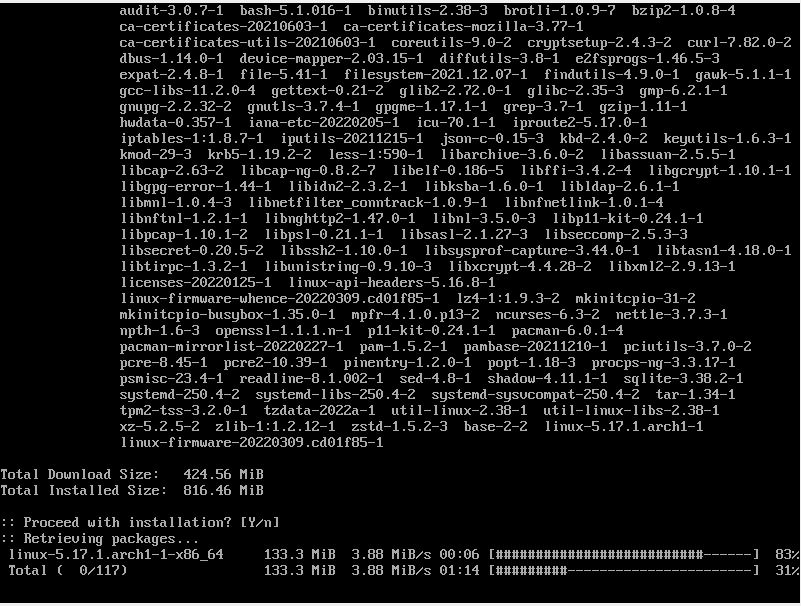 audit-3.0.7-1 bash-5.1.016-1 binutils-2.38-3 brotli-1.0.9-7 bzip2-1.0.8-4
ca-certificates-20210603-1 ca-certificates-mozilla-3.77-1
ca-certificates-utils-20210603-1 coreutils-9.0-2 cryptsetup-2.4.3-2 curl-7.82.0-2
dbus-1.14.0-1 device-mapper-2.03.15-1 diffutils-3.8-1 e2fsprogs-1.46.5-3
expat-2.4.8-1 file-5.41-1 filesystem-2021.12.07-1 findutils-4.9.0-1 gawk-5.1.1-1
gcc-libs-11.2.0-4 gettext-0.21-2 glib2-2.72.0-1 glibc-2.35-3 gmp-6.2.1-1
gnupg-2.2.32-2 gnutls-3.7.4-1 gpgme-1.17.1-1 grep-3.7-1 gzip-1.11-1
hwdata-0.357-1 iana-etc-20220205-1 icu-70.1-1 iproute2-5.17.0-1
iptables-1:1.8.7-1 iputils-20211215-1 json-c-0.15-3 kbd-2.4.0-2 keyutils-1.6.3-1
kmod-29-3 krb5-1.19.2-2 less-1:590-1 libarchive-3.6.0-2 libassuan-2.5.5-1
libcap-2.63-2 libcap-ng-0.8.2-7 libelf-0.186-5 libffi-3.4.2-4 libgcrypt-1.10.1-1
libgpg-error-1.44-1 libidn2-2.3.2-1 libksba-1.6.0-1 libldap-2.6.1-1
libmnl-1.0.4-3 libnetfilter_conntrack-1.0.9-1 libnfnetlink-1.0.1-4
libnftnl-1.2.1-1 libnghttp2-1.47.0-1 libnl-3.5.0-3 libp11-kit-0.24.1-1
libpcap-1.10.1-2 libpsl-0.21.1-1 libsasl-2.1.27-3 libseccomp-2.5.3-3
libsecret-0.20.5-2 libssh2-1.10.0-1 libsysprof-capture-3.44.0-1 libtasn1-4.18.0-1
libtirpc-1.3.2-1 libunistring-0.9.10-3 libxcrypt-4.4.28-2 libxml2-2.9.13-1
licenses-20220125-1 linux-api-headers-5.16.8-1
linux-firmware-whence-20220309.cd01f85-1 lz4-1:1.9.3-2 mkinitcpio-31-2
mkinitcpio-busybox-1.35.0-1 mpfr-4.1.0.p13-2 ncurses-6.3-2 nettle-3.7.3-1
npth-1.6-3 openssl-1.1.1.n-1 p11-kit-0.24.1-1 pacman-6.0.1-4
pacman-mirrorlist-20220227-1 pam-1.5.2-1 pambase-20211210-1 pciutils-3.7.0-2
pcre-8.45-1 pcre2-10.39-1 pinentry-1.2.0-1 popt-1.18-3 procps-ng-3.3.17-1
psmisc-23.4-1 readline-8.1.002-1 sed-4.8-1 shadow-4.11.1-1 sqlite-3.38.2-1
systemd-250.4-2 systemd-libs-250.4-2 systemd-sysvcompat-250.4-2 tar-1.34-1
tpm2-tss-3.2.0-1 tzdata-2022a-1 util-linux-2.38-1 util-linux-libs-2.38-1
xz-5.2.5-2 zlib-1:1.2.12-1 zstd-1.5.2-3 base-2-2 linux-5.17.1.arch1-1
linux-firmware-20220309.cd01f85-1
Total Download Size: 424.56 MiB
Total Installed Size: 816.46 MiB
:: Proceed with installation? [Y/n]
:: Retrieving packages...
linux-5.17.1.arch1-1-x86_64 133.3 MiB 3.88 MiB/s 00:06 [##########################------] 83%
Total ( 0/117) 133.3 MiB 3.88 MiB/s 01:14 [#########-----------------------] 31%